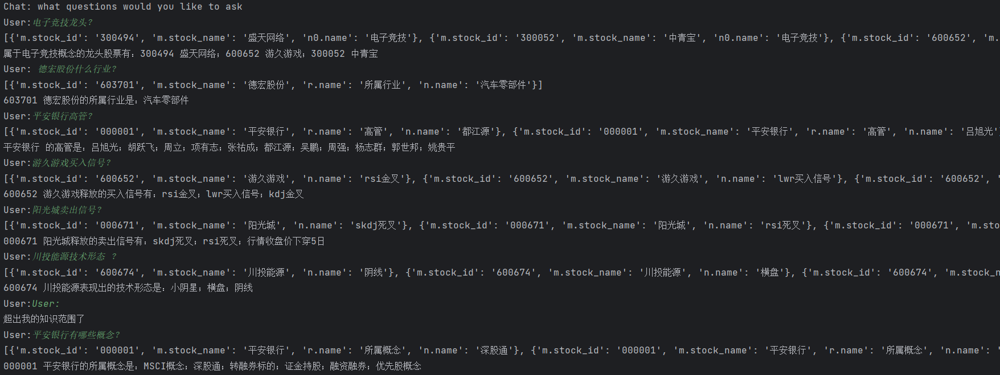 Chat: what questions would you like to ask
User:电子竞技龙头?
[{'m.stock_id': '300494', 'm.stock_name': '盛天网络', 'n0.name': '电子竞技'}, {'m.stock_id': '300052', 'm.stock_name': '中青宝', 'n0.name': '电子竞技'}, {'m.stock_id': '600652', 'm.
属于电子竞技概念的龙头股票有：300494 盛天网络；600652 游久游戏；300052 中青宝
User: 德宏股份什么行业?
[{'m.stock_id': '603701', 'm.stock_name': '德宏股份', 'r.name': '所属行业', 'n.name': '汽车零部件'}]
603701 德宏股份的所属行业是：汽车零部件
User:平安银行高管?
[{'m.stock_id': '000001', 'm.stock_name': '平安银行', 'r.name': '高管', 'n.name': '都江源'}, {'m.stock_id': '000001', 'm.stock_name': '平安银行', 'r.name': '高管', 'n.name': '吕旭光'
平安银行 的高管是：吕旭光；胡跃飞；周立；项有志；张祐成；都江源；吴鹏；周强；杨志群；郭世邦；姚贵平
User:游久游戏买入信号?
[{'m.stock_id': '600652', 'm.stock_name': '游久游戏', 'n.name': 'rsi金叉'}, {'m.stock_id': '600652', 'm.stock_name': '游久游戏', 'n.name': 'lwr买入信号'}, {'m.stock_id': '600652', '
600652 游久游戏释放的买入信号有：rsi金叉；lwr买入信号；kdj金叉
User:阳光城卖出信号?
[{'m.stock_id': '000671', 'm.stock_name': '阳光城', 'n.name': 'skdj死叉'}, {'m.stock_id': '000671', 'm.stock_name': '阳光城', 'n.name': 'rsi死叉'}, {'m.stock_id': '000671', 'm.sto
000671 阳光城释放的卖出信号有：skdj死叉；rsi死叉；行情收盘价下穿5日
User:川投能源技术形态 ?
[{'m.stock_id': '600674', 'm.stock_name': '川投能源', 'n.name': '阴线'}, {'m.stock_id': '600674', 'm.stock_name': '川投能源', 'n.name': '横盘'}, {'m.stock_id': '600674', 'm.stock_n
600674 川投能源表现出的技术形态是：小阴星；横盘；阴线
User:User:
超出我的知识范围了
User:平安银行有哪些概念?
[{'m.stock_id': '000001', 'm.stock_name': '平安银行', 'r.name': '所属概念', 'n.name': '深股通'}, {'m.stock_id': '000001', 'm.stock_name': '平安银行', 'r.name': '所属概念', 'n.name': '
000001 平安银行的所属概念是：MSCI概念；深股通；转融券标的；证金持股；融资融券；优先股概念